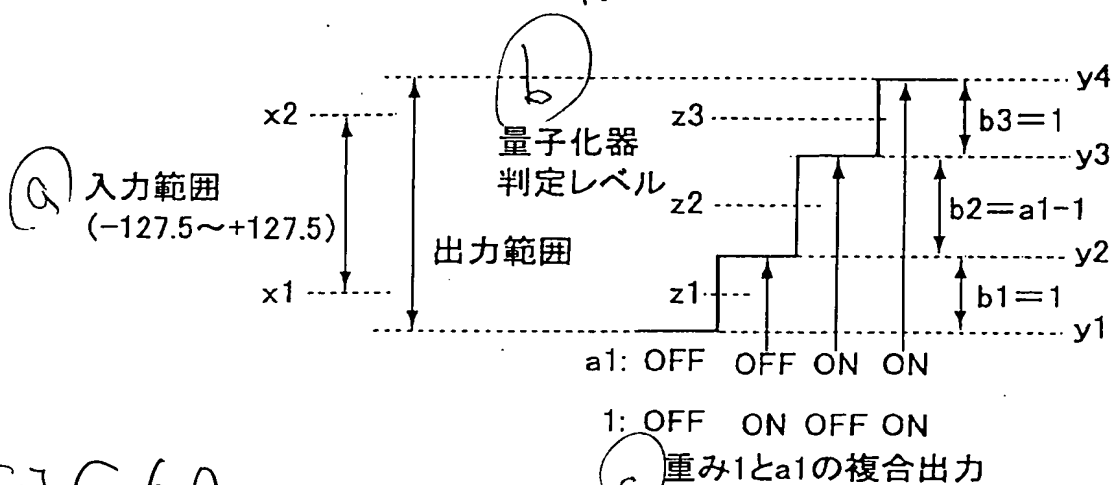 b
y4
x2
z3
b3=1
量子化器
判定レベル
y3
a
入力範囲
(-127.5~+127.5)
z2
b2=a1-1
出力範囲
y2
x1
z1
b1=1
y1
a1: OFF OFF ON ON
1: OFF ON OFF ON
重み1とa1の複合出力